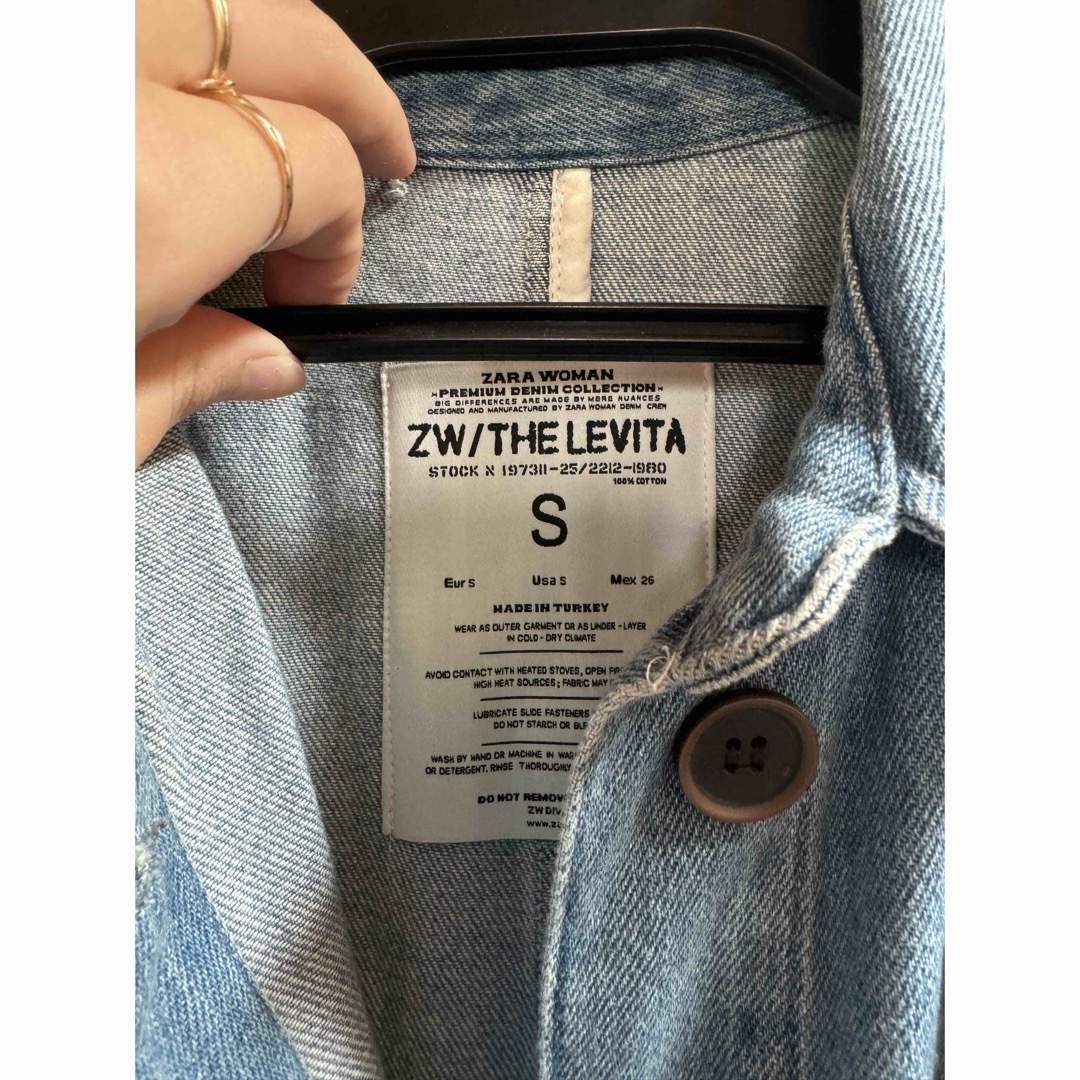 ZARA WOMAN
"PREMIUM DENIM COLLECTION"
BIG DIFFERENCES ARE MADE BY MERE NUANCES
DESIGNED AND MANUFACTURED BY ZARA WOMAN DENIM CREW
ZW/THE LEVITA
STOCK N 197311-25/2212-1980
100% COTTON
S
Eur S Usa S Mex 26
MADE IN TURKEY
WEAR AS OUTER GARMENT OR AS UNDER - LAYER
IN COLD - DRY CLIMATE
AVOID CONTACT WITH HEATED STOVES, OPEN
HIGH HEAT SOURCES; FABRIC MAY
LUBRICATE SLIDE FASTENERS
DO NOT STARCH OR
WASH BY HAND OR MACHINE IN
OR DETERGENT. RINSE THOROUGHLY
DO NOT
ZW DIV
www.z